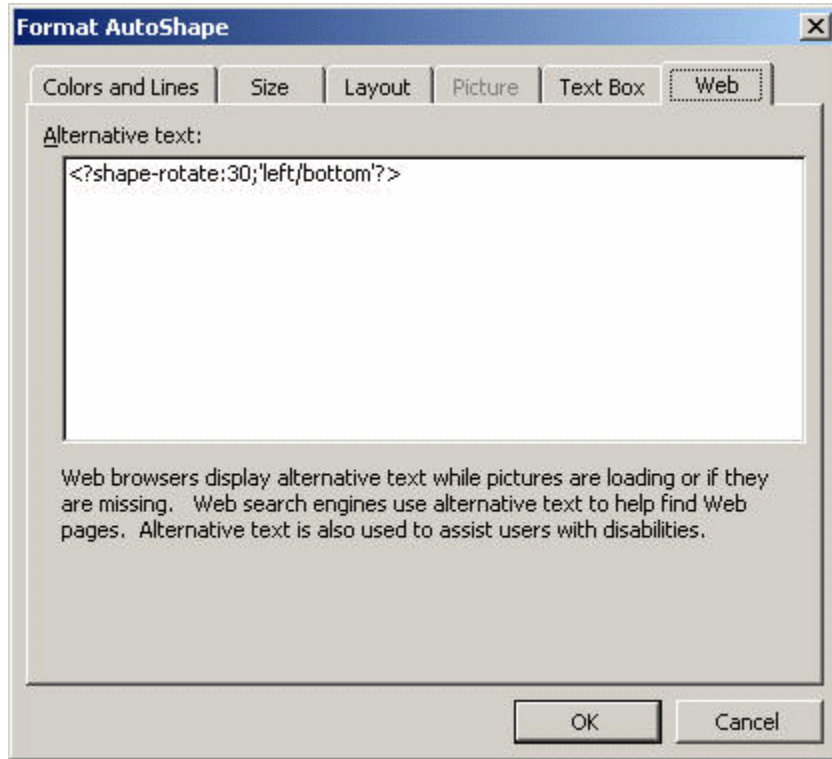 Format AutoShape
Colors and Lines Size Layout Picture Text Box Web
Alternative text:
<?shape-rotate:30;'left/bottom'?>
Web browsers display alternative text while pictures are loading or if they
are missing. Web search engines use alternative text to help find Web
pages. Alternative text is also used to assist users with disabilities.
OK Cancel